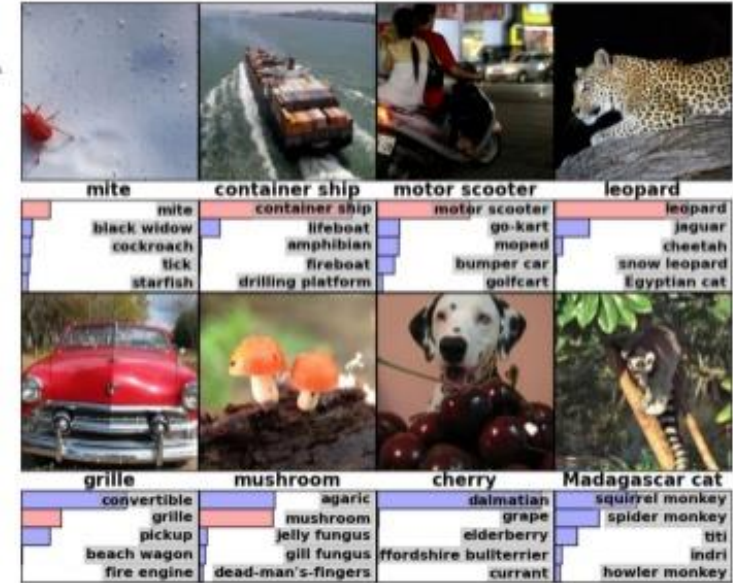 mite container ship motor scooter leopard
mite container ship motor scooter leopard
black widow lifeboat go-kart jaguar
cockroach amphibian moped cheetah
tick fireboat bumper car snow leopard
starfish drilling platform golfcart Egyptian cat
grille mushroom cherry Madagascar cat
convertible agaric dalmatian squirrel monkey
grille mushroom grape spider monkey
pickup jelly fungus elderberry titi
beach wagon gill fungus ffordshire bullterrier indri
fire engine dead-man's-fingers currant howler monkey